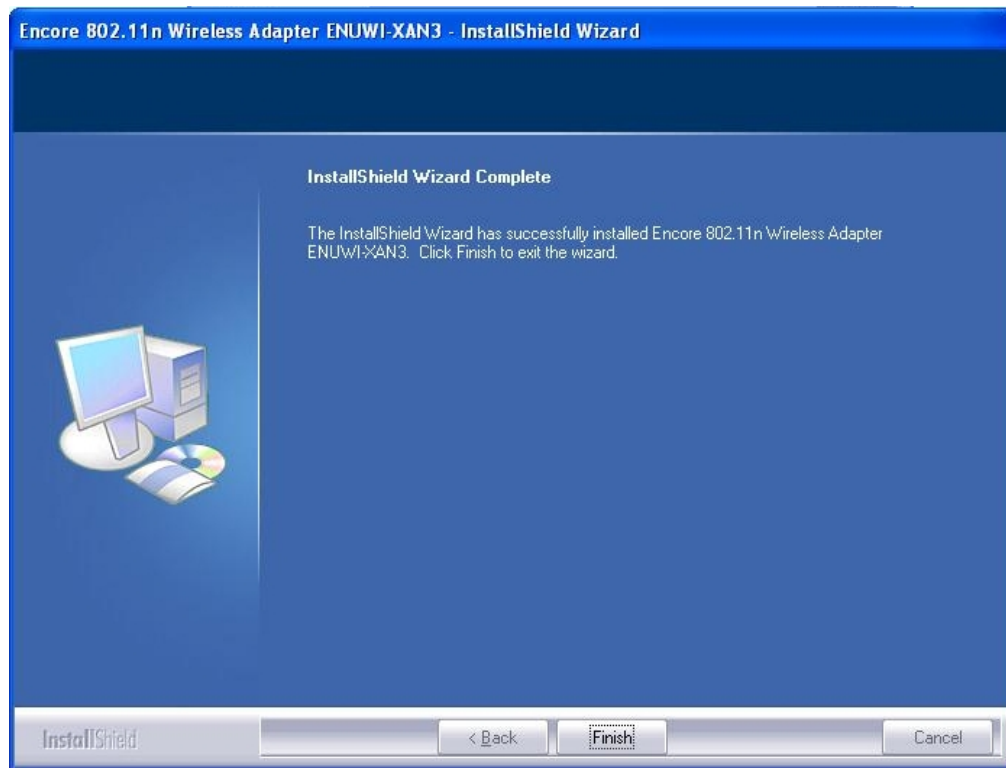 Encore 802.11n Wireless Adapter ENUWI-XAN3 - InstallShield Wizard
InstallShield Wizard Complete
The InstallShield Wizard has successfully installed Encore 802.11n Wireless Adapter
ENUWI-XAN3. Click Finish to exit the wizard.
InstallShield
< Back
Finish
Cancel